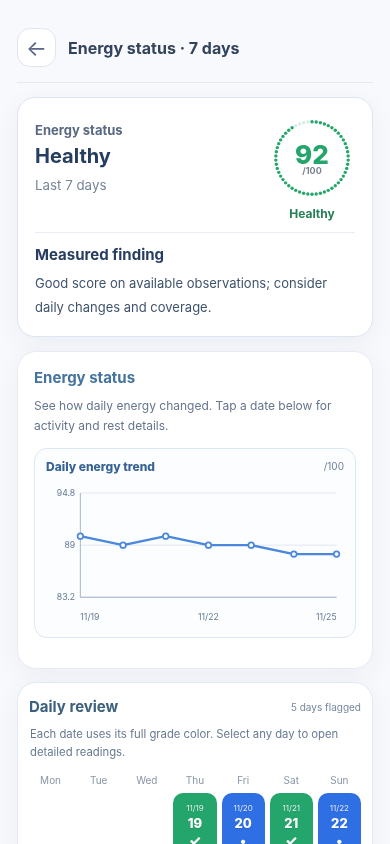 Energy status · 7 days
Energy status
Healthy
Last 7 days
92
/100
Healthy
Measured finding
Good score on available observations; consider
daily changes and coverage.
Energy status
See how daily energy changed. Tap a date below for
activity and rest details.
Daily energy trend
/100
94.8
89
83.2
11/19
11/22
11/25
Daily review
5 days flagged
Each date uses its full grade color. Select any day to open
detailed readings.
Mon Tue Wed Thu Fri Sat Sun
11/19 11/20 11/21 11/22
19 20 21 22